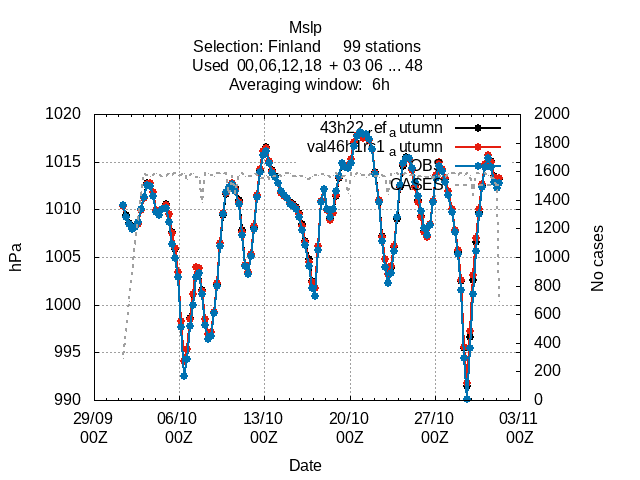 Mslp
Selection: Finland 99 stations
Used 00,06,12,18 + 03 06 ... 48
Averaging window: 6h
1020 2000
43h22_ref_autumn 1800
val46h1rs1_autumn
1015 OBS 1600
CASES 1400
1010
1200
hPa 1005 1000 No cases
800
1000
600
995 400
200
990 0
29/09 06/10 13/10 20/10 27/10 03/11
00Z 00Z 00Z 00Z 00Z 00Z
Date